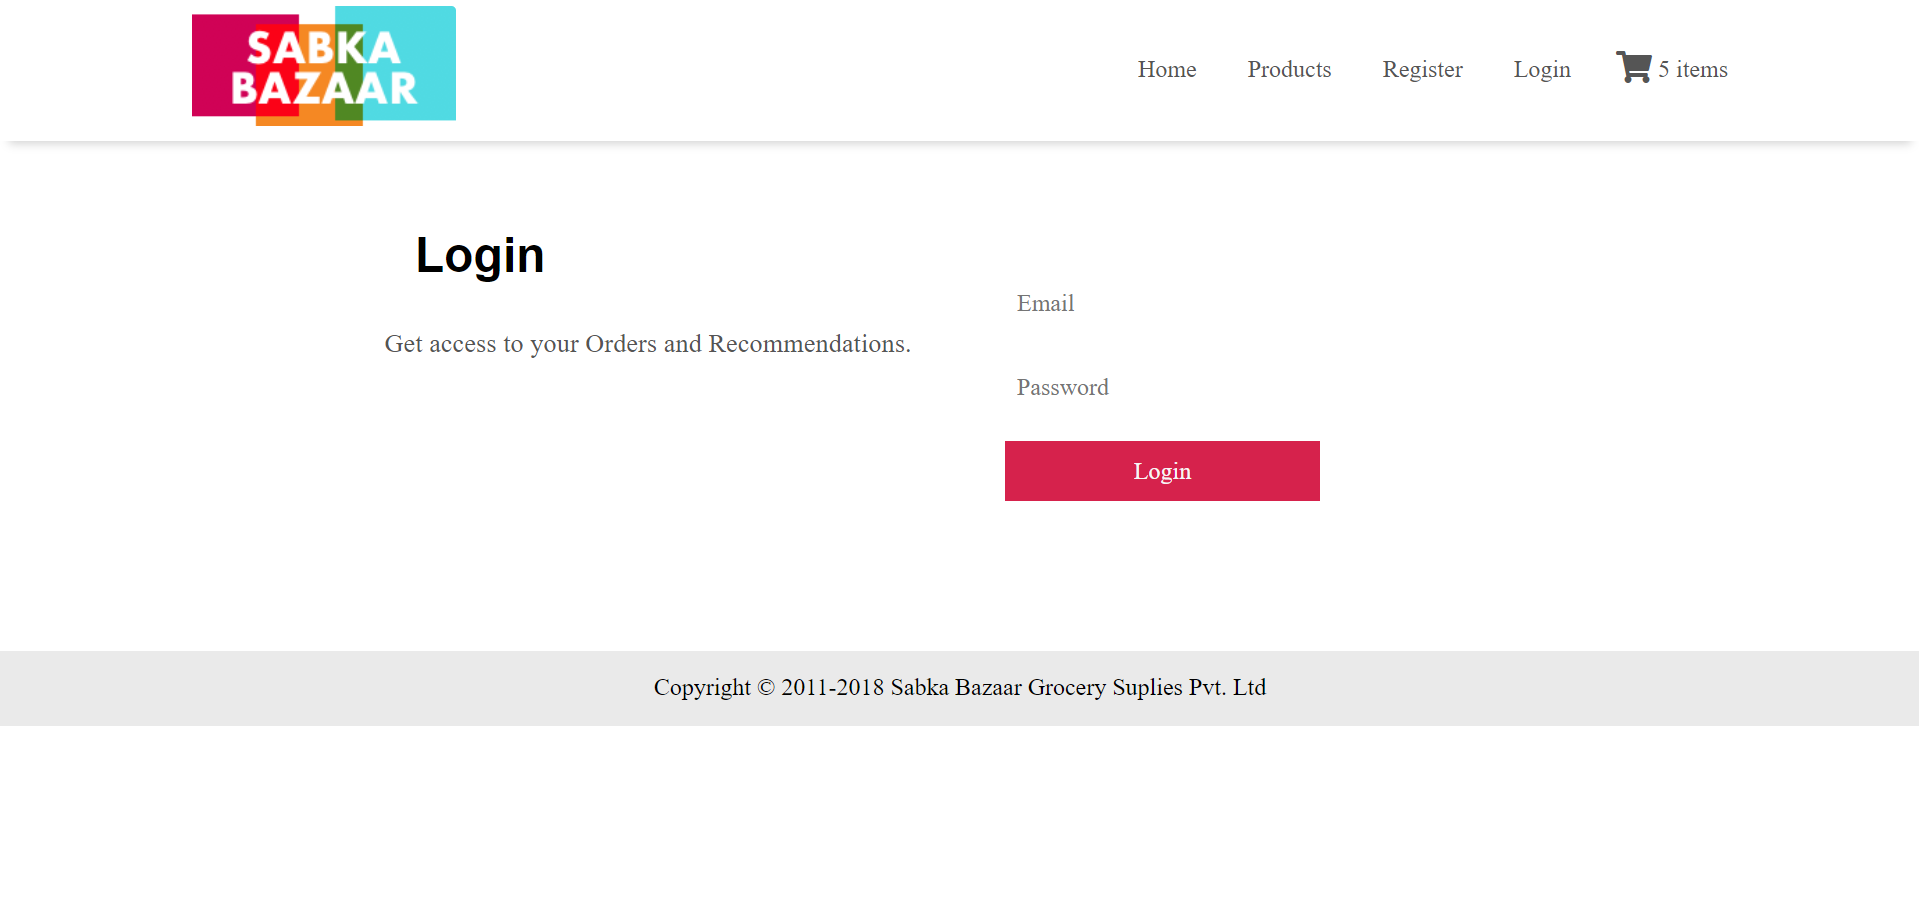 SABKA
BAZAAR
Home Products Register Login 5 items
Login
Get access to your Orders and Recommendations.
Email
Password
Login
Copyright © 2011-2018 Sabka Bazaar Grocery Suplies Pvt. Ltd